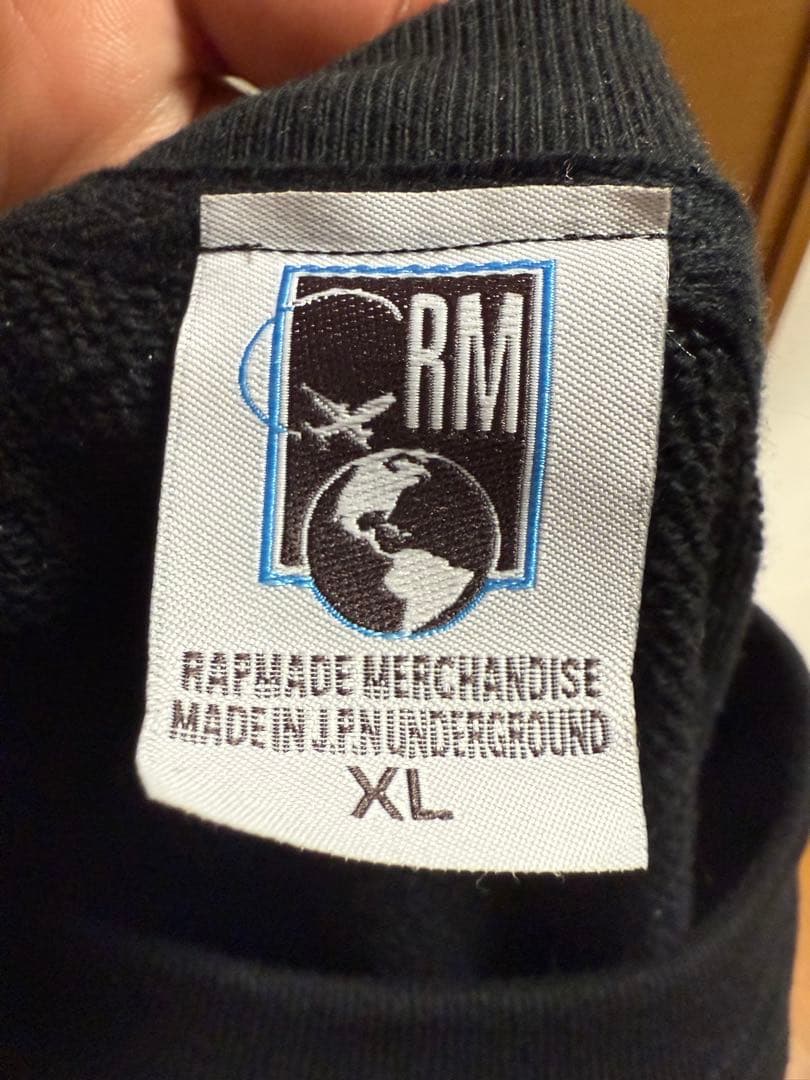 RM
RAPMADE MERCHANDISE
MADE IN J.P.N UNDERGROUND
XL